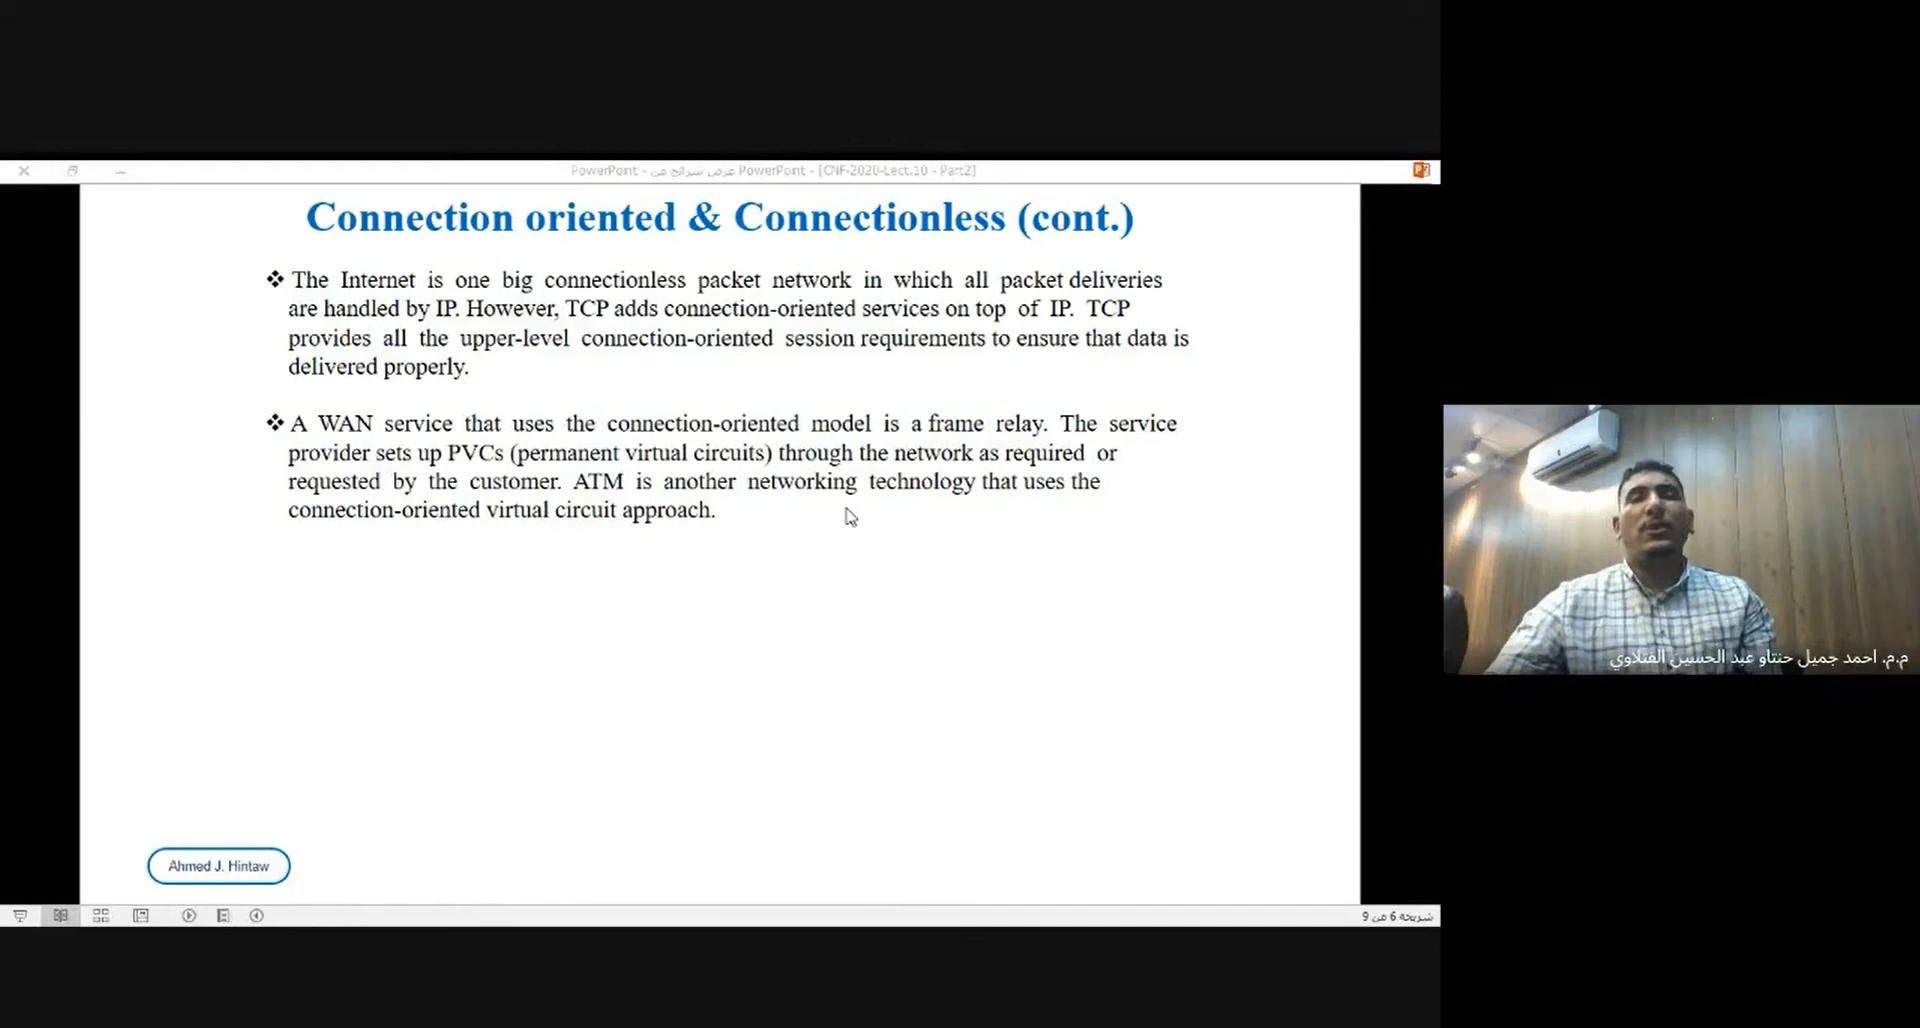 PowerPoint - عرض شرائح من PowerPoint - [CNF-2020-Lect.10 - Part2]
Connection oriented & Connectionless (cont.)
❖ The Internet is one big connectionless packet network in which all packet deliveries
are handled by IP. However, TCP adds connection-oriented services on top of IP. TCP
provides all the upper-level connection-oriented session requirements to ensure that data is
delivered properly.
❖ A WAN service that uses the connection-oriented model is a frame relay. The service
provider sets up PVCs (permanent virtual circuits) through the network as required or
requested by the customer. ATM is another networking technology that uses the
connection-oriented virtual circuit approach.
م.م. احمد جميل حنتاو عبد الحسين الفتلاوي
Ahmed J. Hintaw
شريحة 6 من 9